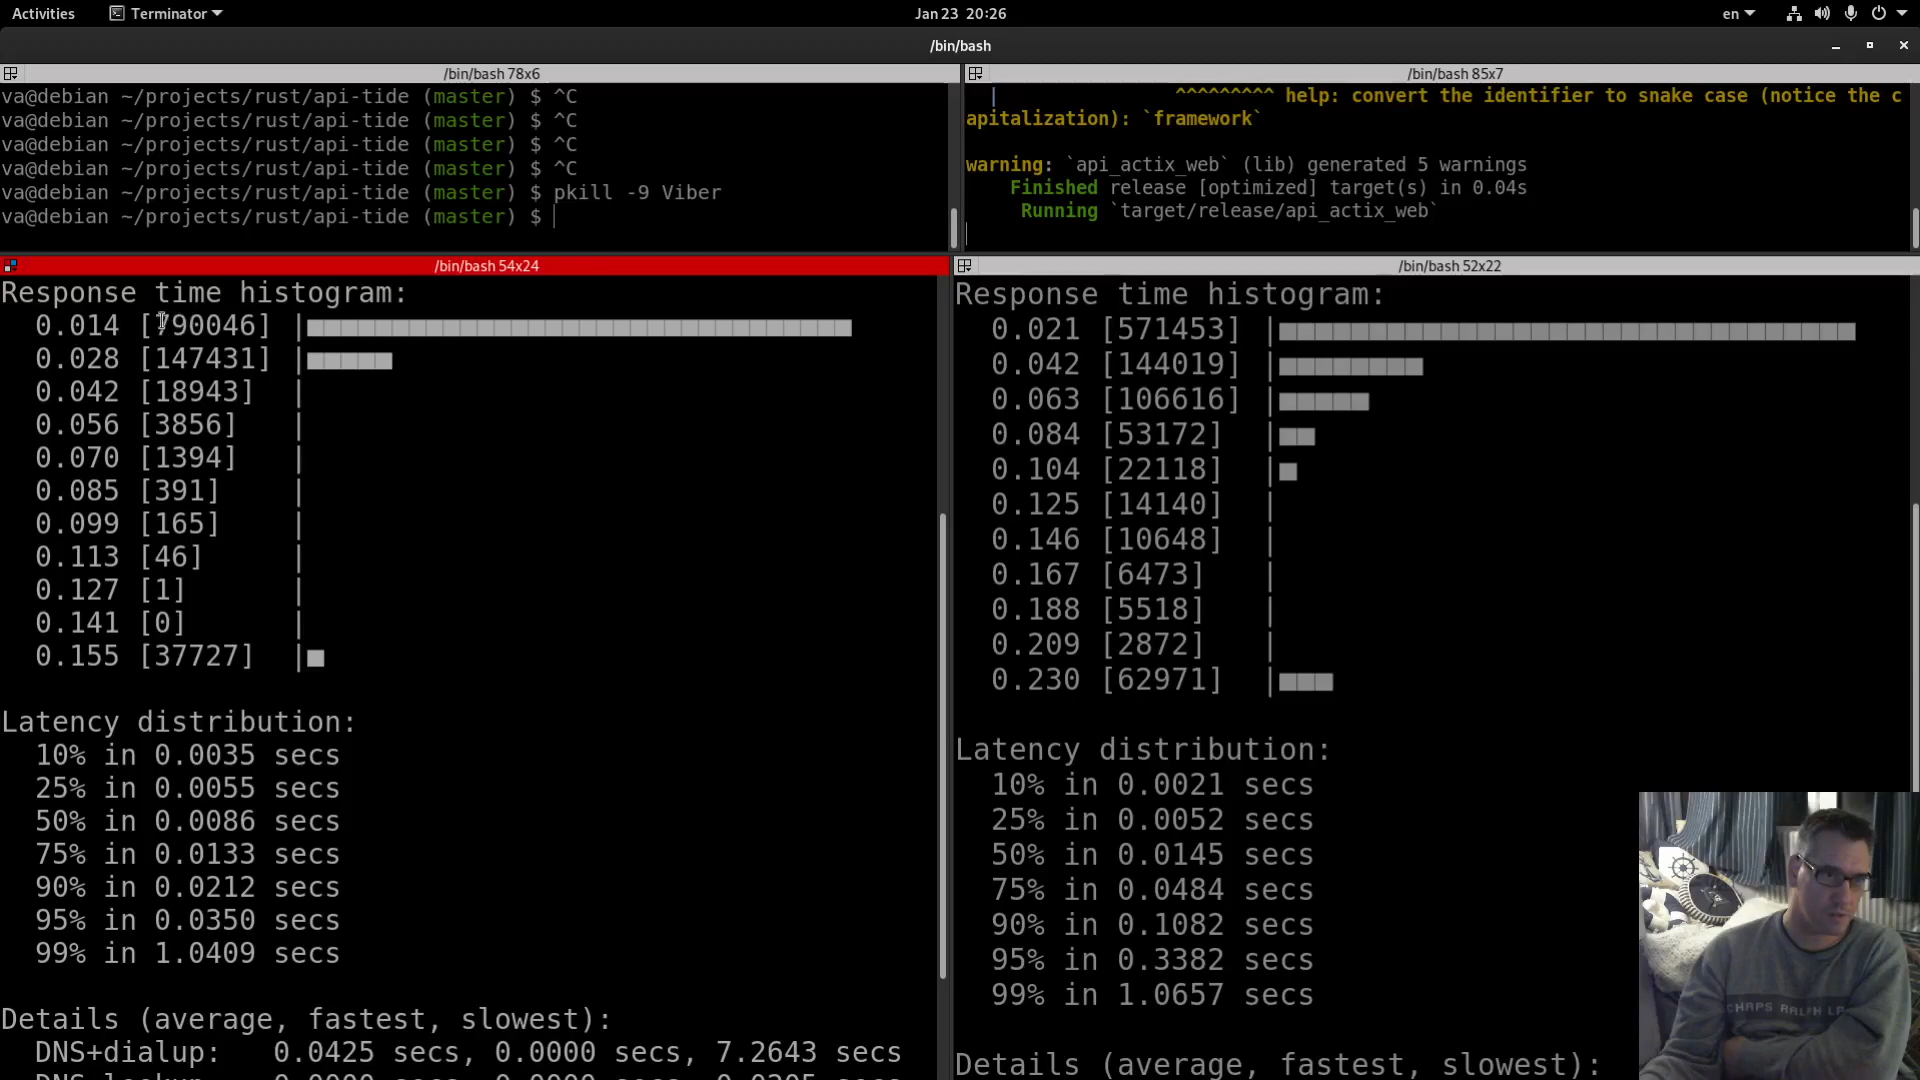 Activities Terminator Jan 23 20:26 en
/bin/bash
/bin/bash 78x6
va@debian ~/projects/rust/api-tide (master) $ ^C
va@debian ~/projects/rust/api-tide (master) $ ^C
va@debian ~/projects/rust/api-tide (master) $ ^C
va@debian ~/projects/rust/api-tide (master) $ ^C
va@debian ~/projects/rust/api-tide (master) $ pkill -9 Viber
va@debian ~/projects/rust/api-tide (master) $
/bin/bash 85x7
| ^^^^^^^^^ help: convert the identifier to snake case (notice the c
apitalization): `framework`
warning: `api_actix_web` (lib) generated 5 warnings
Finished release [optimized] target(s) in 0.04s
Running `target/release/api_actix_web`
/bin/bash 54x24
Response time histogram:
0.014 [790046] |
0.028 [147431] |
0.042 [18943] |
0.056 [3856] |
0.070 [1394] |
0.085 [391] |
0.099 [165] |
0.113 [46] |
0.127 [1] |
0.141 [0] |
0.155 [37727] |
Latency distribution:
10% in 0.0035 secs
25% in 0.0055 secs
50% in 0.0086 secs
75% in 0.0133 secs
90% in 0.0212 secs
95% in 0.0350 secs
99% in 1.0409 secs
Details (average, fastest, slowest):
DNS+dialup: 0.0425 secs, 0.0000 secs, 7.2643 secs
/bin/bash 52x22
Response time histogram:
0.021 [571453] |
0.042 [144019] |
0.063 [106616] |
0.084 [53172] |
0.104 [22118] |
0.125 [14140] |
0.146 [10648] |
0.167 [6473] |
0.188 [5518] |
0.209 [2872] |
0.230 [62971] |
Latency distribution:
10% in 0.0021 secs
25% in 0.0052 secs
50% in 0.0145 secs
75% in 0.0484 secs
90% in 0.1082 secs
95% in 0.3382 secs
99% in 1.0657 secs
Details (average, fastest, slowest):
CHAPS RALPH